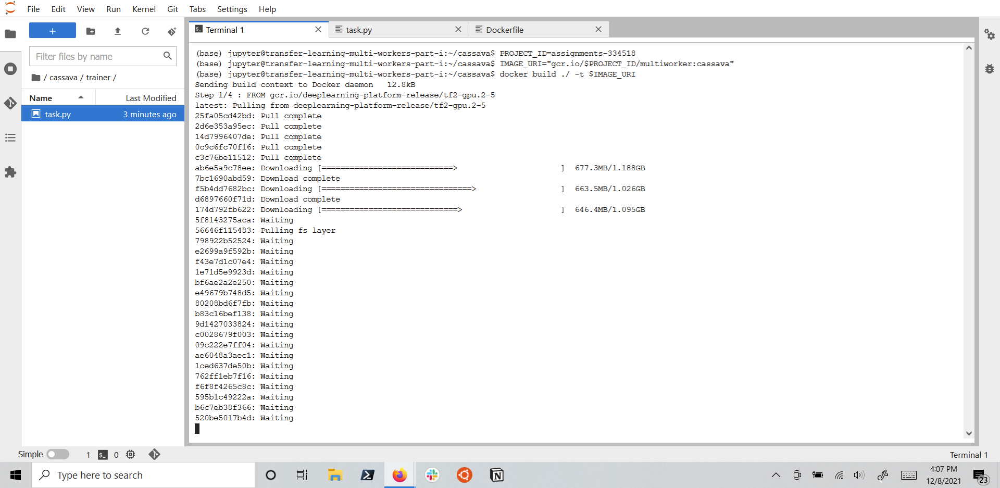 File Edit View Run Kernel Git Tabs Settings Help
+
Filter files by name
/ cassava / trainer /
Name Last Modified
task.py 3 minutes ago
Terminal 1 task.py Dockerfile
(base) jupyter@transfer-learning-multi-workers-part-i:~/cassava$ PROJECT_ID=assignments-334518
(base) jupyter@transfer-learning-multi-workers-part-i:~/cassava$ IMAGE_URI="gcr.io/$PROJECT_ID/multiworker:cassava"
(base) jupyter@transfer-learning-multi-workers-part-i:~/cassava$ docker build ./ -t $IMAGE_URI
Sending build context to Docker daemon   12.8kB
Step 1/4 : FROM gcr.io/deeplearning-platform-release/tf2-gpu.2-5
latest: Pulling from deeplearning-platform-release/tf2-gpu.2-5
25fa05cd42bd: Pull complete
2d6e353a95ec: Pull complete
14d7996407de: Pull complete
0c9c6fc70f16: Pull complete
c3c76be11512: Pull complete
ab6e5a9c78ee: Downloading [============================>                      ]  677.3MB/1.188GB
7bc1690abd59: Download complete
f5b4dd7682bc: Downloading [================================>                  ]  663.5MB/1.026GB
d6897660f71d: Download complete
174d792fb622: Downloading [=============================>                     ]  646.4MB/1.095GB
5f8143275aca: Waiting
56646f115483: Pulling fs layer
798922b52524: Waiting
e2699a9f592b: Waiting
f43e7d1c07e4: Waiting
1e71d5e9923d: Waiting
bf6ae2a2e250: Waiting
e49679b748d5: Waiting
80208bd6f7fb: Waiting
b83c16bef138: Waiting
9d1427033824: Waiting
c0028679f003: Waiting
09c222e7ff04: Waiting
ae6048a3aec1: Waiting
1ced637de50b: Waiting
762ff1eb7f16: Waiting
f6f8f4265c8c: Waiting
595b1c49222a: Waiting
b6c7eb38f366: Waiting
520be5017b4d: Waiting
Simple 1 $_ 0 Terminal 1
Type here to search
4:07 PM
12/8/2021
23